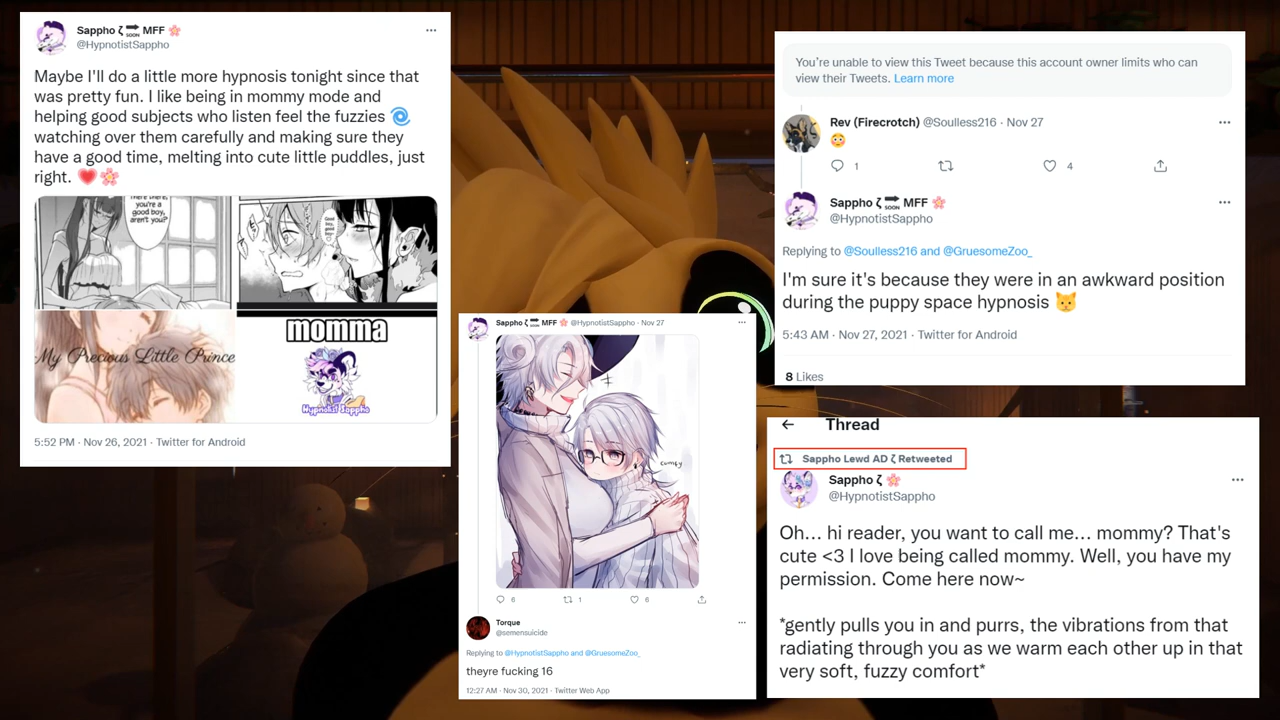 Sappho ζ SOON MFF
@HypnotistSappho
Maybe I'll do a little more hypnosis tonight since that
was pretty fun. I like being in mommy mode and
helping good subjects who listen feel the fuzzies 🌀
watching over them carefully and making sure they
have a good time, melting into cute little puddles, just
right. ❤️🌸
There there,
you're a
good boy,
aren't you?
My Precious Little Prince
momma
Hypnotist Sappho
5:52 PM · Nov 26, 2021 · Twitter for Android
Sappho ζ SOON MFF 🌸 @HypnotistSappho · Nov 27
comfy
6 1 6
Torque
@semensuicide
Replying to @HypnotistSappho and @GruesomeZoo_
theyre fucking 16
12:27 AM · Nov 30, 2021 · Twitter Web App
You're unable to view this Tweet because this account owner limits who can
view their Tweets. Learn more
Rev (Firecrotch) @Soulless216 · Nov 27
😳
1 4
Sappho ζ SOON MFF 🌸
@HypnotistSappho
Replying to @Soulless216 and @GruesomeZoo_
I'm sure it's because they were in an awkward position
during the puppy space hypnosis 🐱
5:43 AM · Nov 27, 2021 · Twitter for Android
8 Likes
Thread
Sappho Lewd AD ζ Retweeted
Sappho ζ 🌸
@HypnotistSappho
Oh... hi reader, you want to call me... mommy? That's
cute <3 I love being called mommy. Well, you have my
permission. Come here now~
*gently pulls you in and purrs, the vibrations from that
radiating through you as we warm each other up in that
very soft, fuzzy comfort*